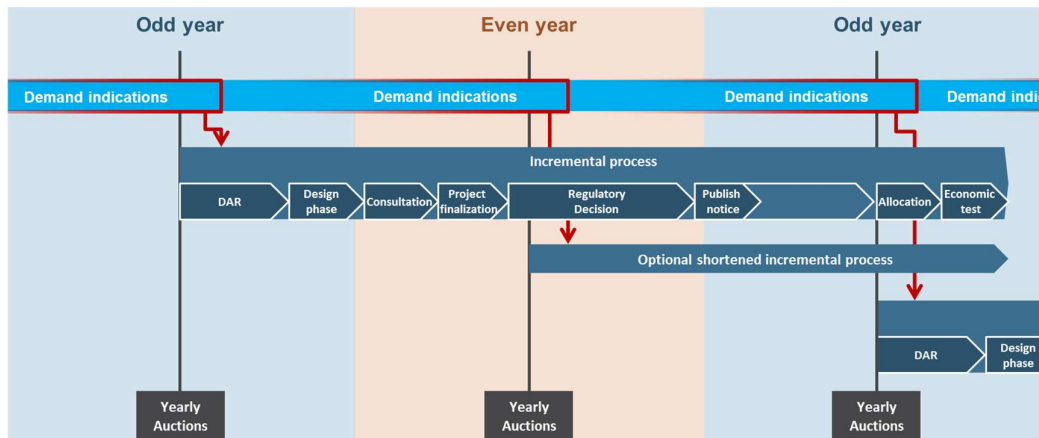 Odd year
Even year
Odd year
Demand indications
Demand indications
Demand indications
Demand indi
Incremental process
DAR
Design
phase
Consultation
Project
finalization
Regulatory
Decision
Publish
notice
Allocation
Economic
test
Optional shortened incremental process
DAR
Design
phase
Yearly
Auctions
Yearly
Auctions
Yearly
Auctions